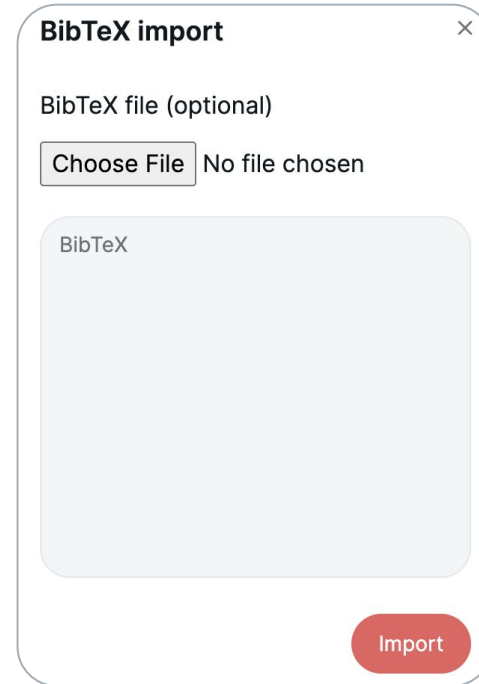 BibTeX import ×
BibTeX file (optional)
Choose File No file chosen
BibTeX
Import